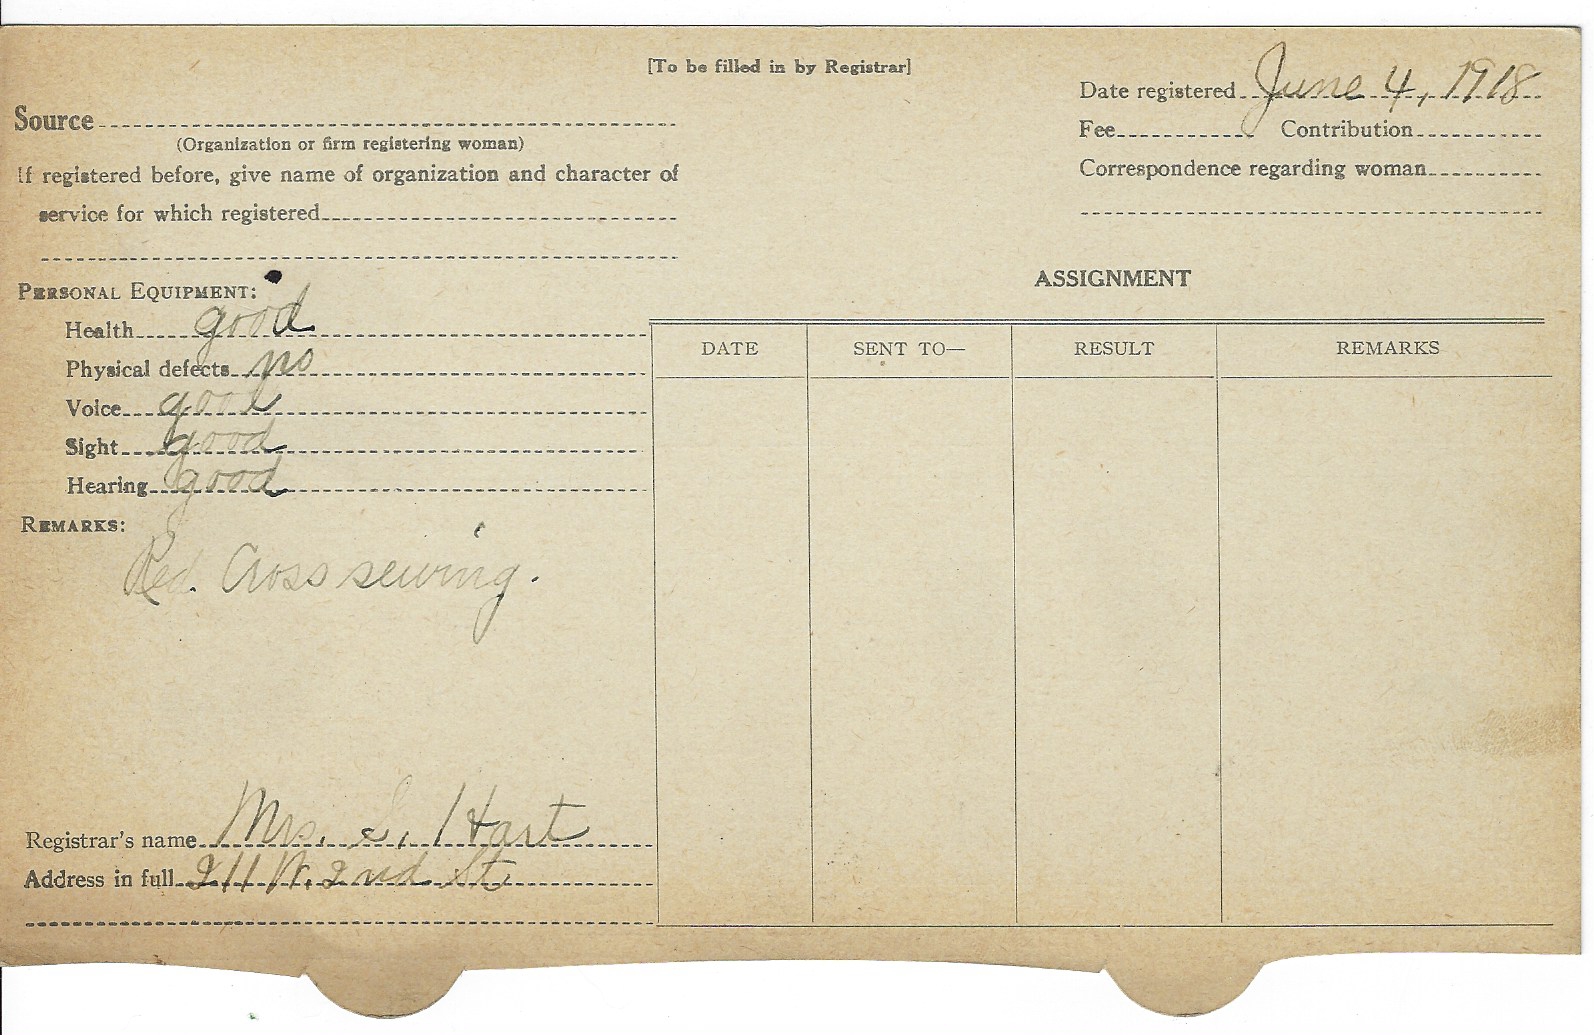 [To be filled in by Registrar]
Date registered June 4, 1918
Source
Fee Contribution
(Organization or firm registering woman)
Correspondence regarding woman
If registered before, give name of organization and character of
service for which registered
ASSIGNMENT
PERSONAL EQUIPMENT:
Health good
Physical defects no
Voice good
Sight good
Hearing good
DATE SENT TO— RESULT REMARKS
REMARKS:
Red. Cross sewing.
Registrar's name Mrs. S. Hart
Address in full 211 W. 2nd St